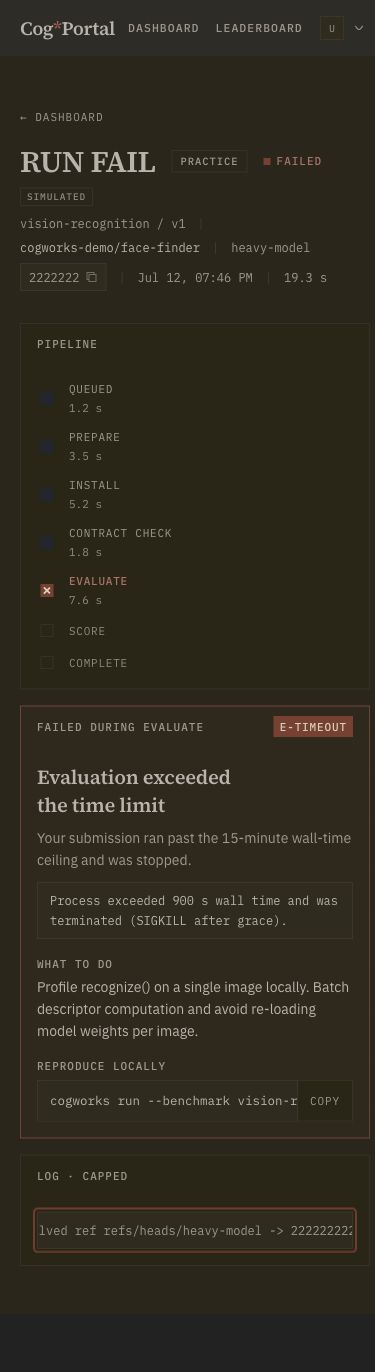 Cog*Portal DASHBOARD LEADERBOARD U
← DASHBOARD
RUN FAIL PRACTICE FAILED
SIMULATED
vision-recognition / v1 |
cogworks-demo/face-finder | heavy-model
2222222 | Jul 12, 07:46 PM | 19.3 s
PIPELINE
QUEUED
1.2 s
PREPARE
3.5 s
INSTALL
5.2 s
CONTRACT CHECK
1.8 s
EVALUATE
7.6 s
SCORE
COMPLETE
FAILED DURING EVALUATE E-TIMEOUT
Evaluation exceeded
the time limit
Your submission ran past the 15-minute wall-time
ceiling and was stopped.
Process exceeded 900 s wall time and was
terminated (SIGKILL after grace).
WHAT TO DO
Profile recognize() on a single image locally. Batch
descriptor computation and avoid re-loading
model weights per image.
REPRODUCE LOCALLY
cogworks run --benchmark vision-r COPY
LOG · CAPPED
lved ref refs/heads/heavy-model -> 222222222